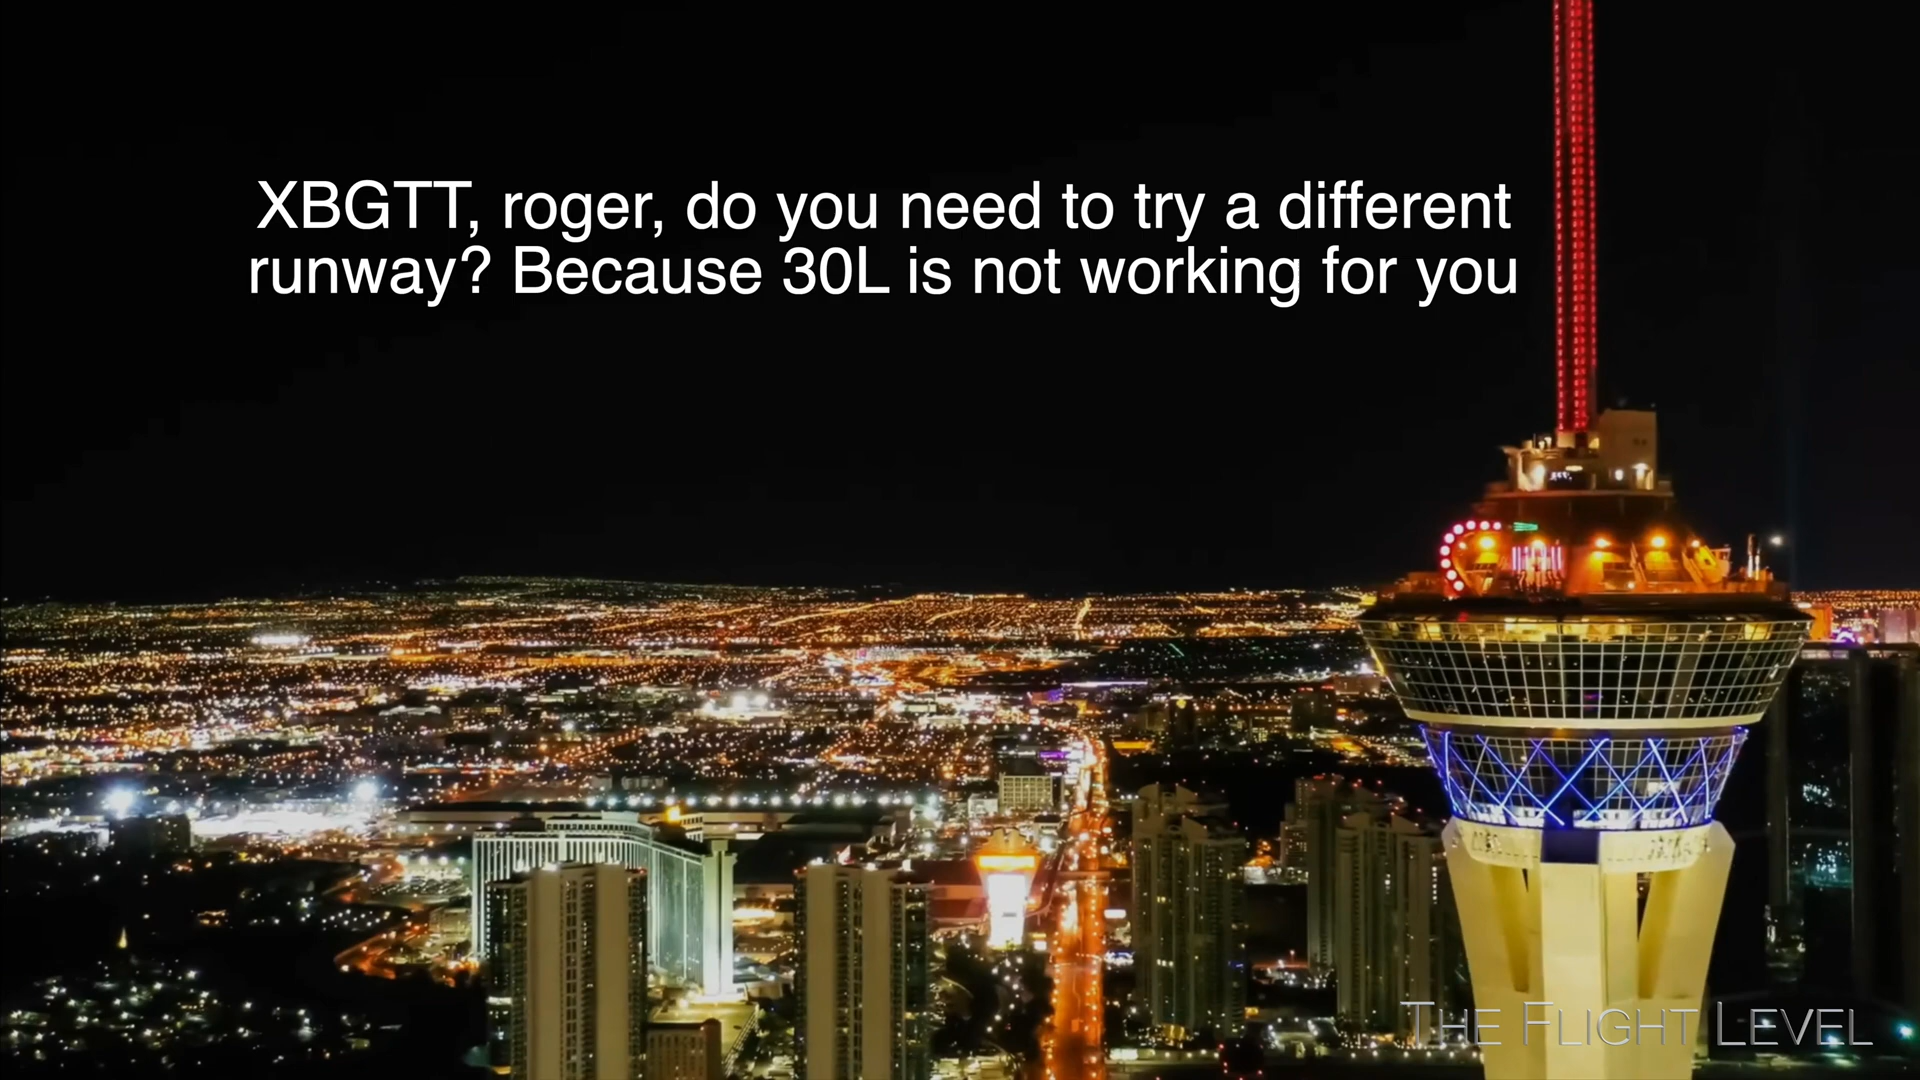 XBGTT, roger, do you need to try a different
runway? Because 30L is not working for you
THE FLIGHT LEVEL